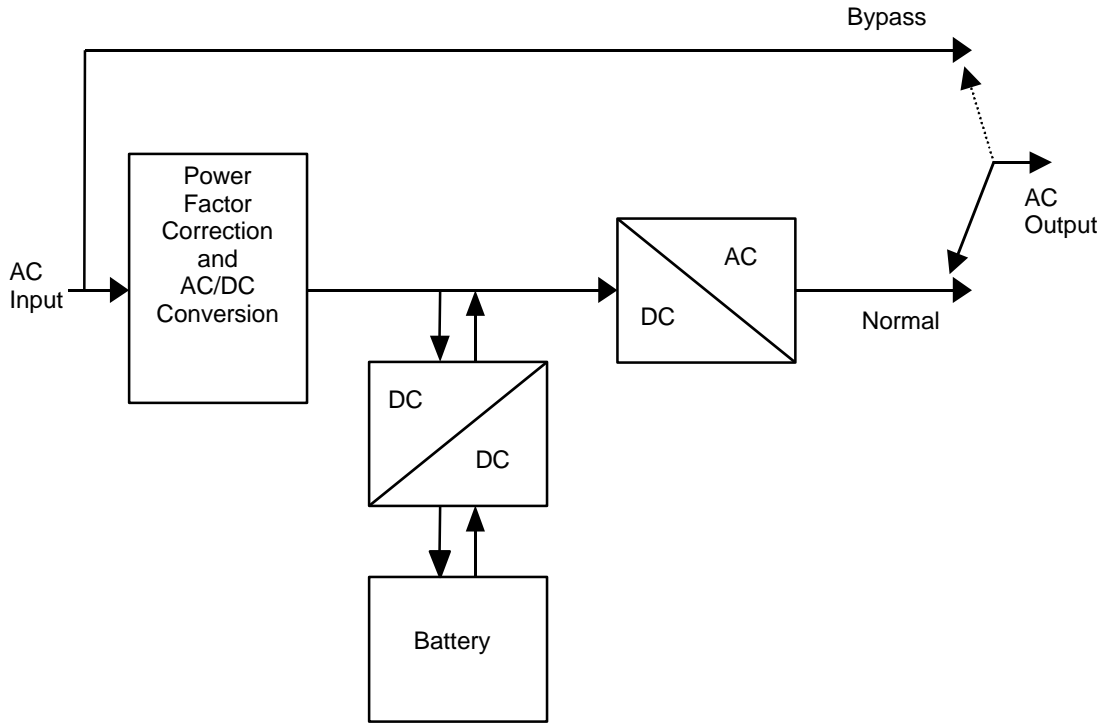 Bypass
Power
Factor
Correction
and
AC/DC
Conversion
AC
Input
AC
DC
AC
Output
Normal
DC
DC
Battery